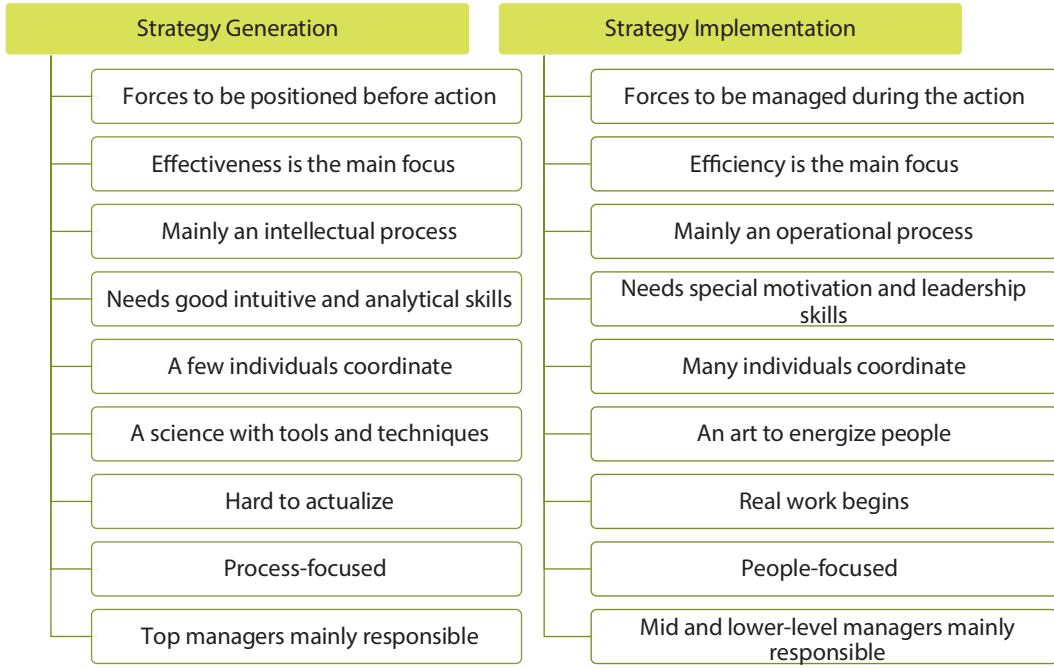 Strategy Generation
Forces to be positioned before action
Effectiveness is the main focus
Mainly an intellectual process
Needs good intuitive and analytical skills
A few individuals coordinate
A science with tools and techniques
Hard to actualize
Process-focused
Top managers mainly responsible
Strategy Implementation
Forces to be managed during the action
Efficiency is the main focus
Mainly an operational process
Needs special motivation and leadership
skills
Many individuals coordinate
An art to energize people
Real work begins
People-focused
Mid and lower-level managers mainly
responsible